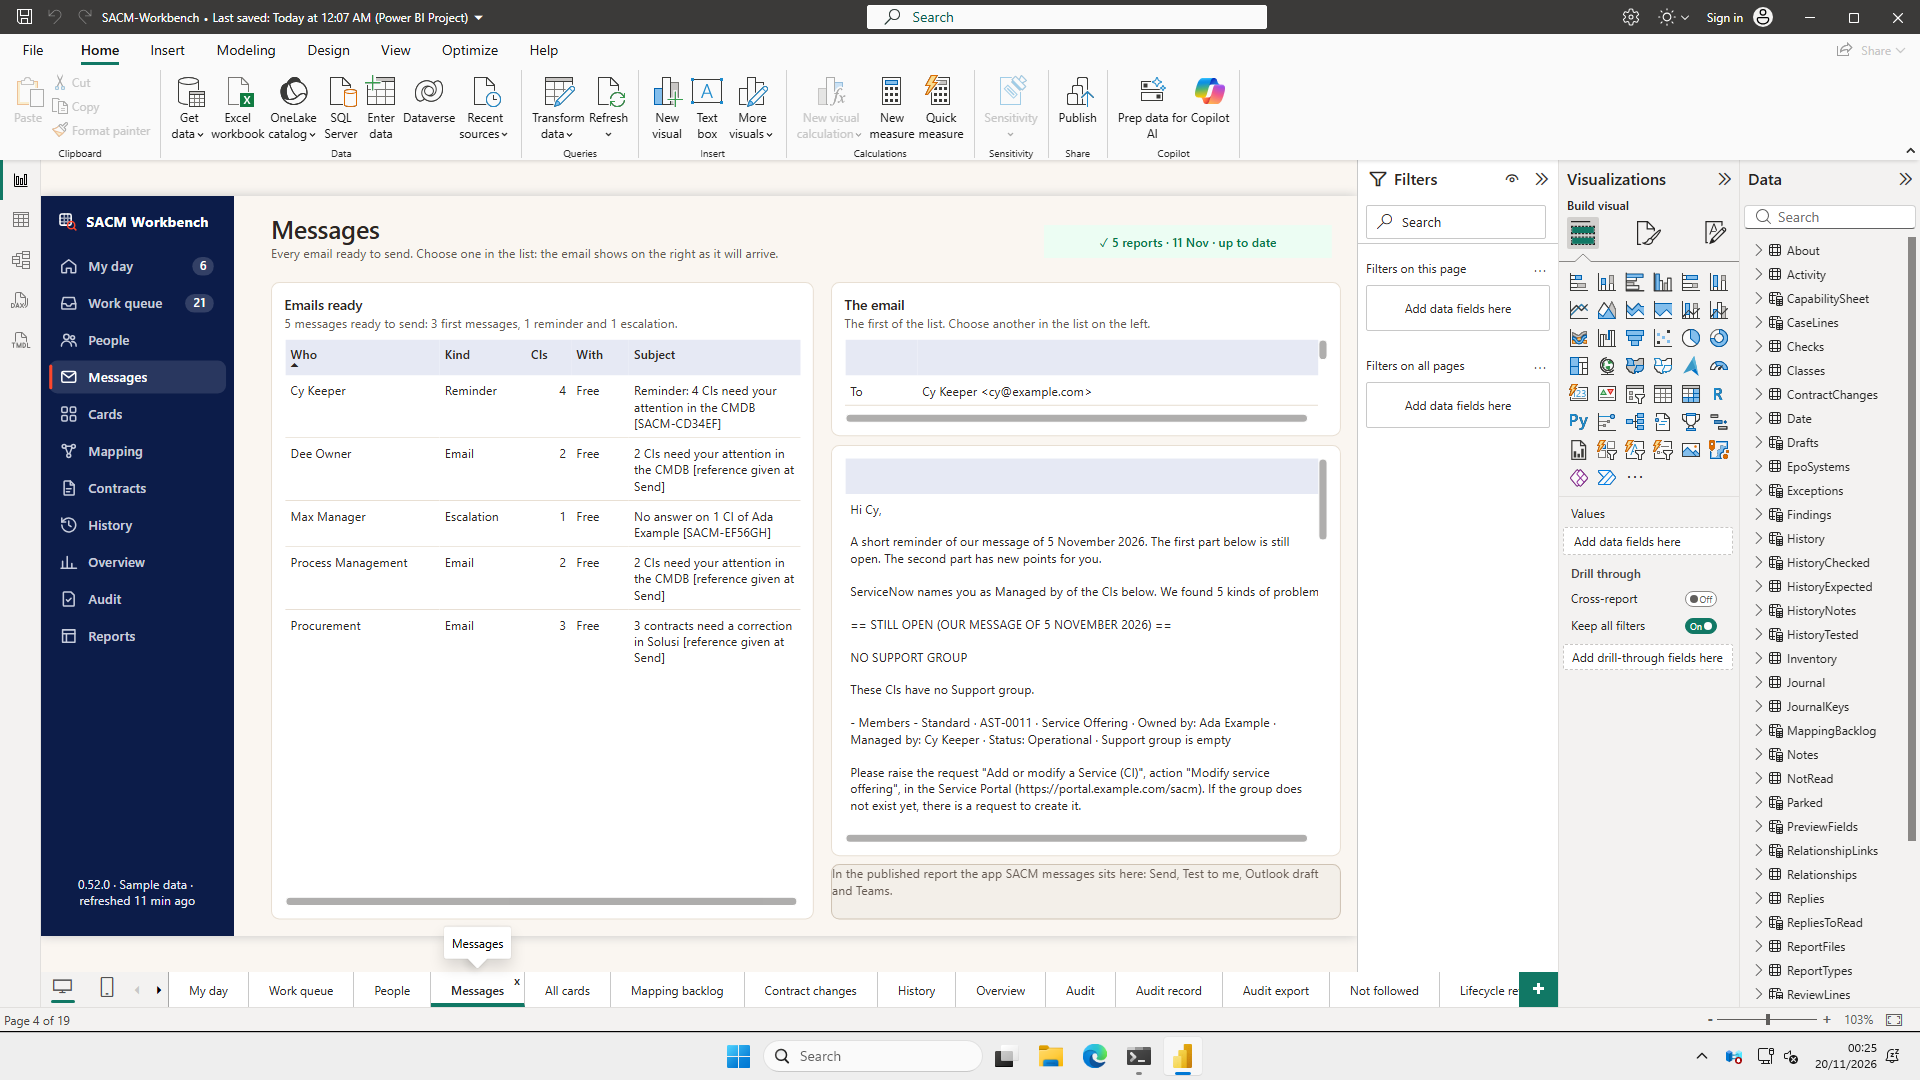 SACM-Workbench • Last saved: Today at 12:07 AM (Power BI Project)
Search
Sign in
File
Home
Insert
Modeling
Design
View
Optimize
Help
Share
Paste
Cut
Copy
Format painter
Clipboard
Get data
Excel workbook
OneLake catalog
SQL Server
Enter data
Dataverse
Recent sources
Data
Transform data
Refresh
Queries
New visual
Text box
More visuals
Insert
New visual calculation
New measure
Quick measure
Calculations
Sensitivity
Sensitivity
Publish
Share
Prep data for AI
Copilot
Copilot
SACM Workbench
My day 6
Work queue 21
People
Messages
Cards
Mapping
Contracts
History
Overview
Audit
Reports
0.52.0 · Sample data ·
refreshed 11 min ago
Messages
Every email ready to send. Choose one in the list: the email shows on the right as it will arrive.
✓ 5 reports · 11 Nov · up to date
Emails ready
5 messages ready to send: 3 first messages, 1 reminder and 1 escalation.
Who Kind CIs With Subject
Cy Keeper Reminder 4 Free Reminder: 4 CIs need your
attention in the CMDB
[SACM-CD34EF]
Dee Owner Email 2 Free 2 CIs need your attention in
the CMDB [reference given at
Send]
Max Manager Escalation 1 Free No answer on 1 CI of Ada
Example [SACM-EF56GH]
Process Management Email 2 Free 2 CIs need your attention in
the CMDB [reference given at
Send]
Procurement Email 3 Free 3 contracts need a correction
in Solusi [reference given at
Send]
The email
The first of the list. Choose another in the list on the left.
To Cy Keeper <cy@example.com>
Hi Cy,
A short reminder of our message of 5 November 2026. The first part below is still
open. The second part has new points for you.
ServiceNow names you as Managed by of the CIs below. We found 5 kinds of problem
== STILL OPEN (OUR MESSAGE OF 5 NOVEMBER 2026) ==
NO SUPPORT GROUP
These CIs have no Support group.
- Members - Standard · AST-0011 · Service Offering · Owned by: Ada Example ·
Managed by: Cy Keeper · Status: Operational · Support group is empty
Please raise the request "Add or modify a Service (CI)", action "Modify service
offering", in the Service Portal (https://portal.example.com/sacm). If the group does
not exist yet, there is a request to create it.
In the published report the app SACM messages sits here: Send, Test to me, Outlook draft
and Teams.
Filters
Search
Filters on this page
Add data fields here
Filters on all pages
Add data fields here
Visualizations
Build visual
Values
Add data fields here
Drill through
Cross-report Off
Keep all filters On
Add drill-through fields here
Data
Search
About
Activity
CapabilitySheet
CaseLines
Checks
Classes
ContractChanges
Date
Drafts
EpoSystems
Exceptions
Findings
History
HistoryChecked
HistoryExpected
HistoryNotes
HistoryTested
Inventory
Journal
JournalKeys
MappingBacklog
Notes
NotRead
Parked
PreviewFields
RelationshipLinks
Relationships
Replies
RepliesToRead
ReportFiles
ReportTypes
ReviewLines
Messages
My day
Work queue
People
Messages x
All cards
Mapping backlog
Contract changes
History
Overview
Audit
Audit record
Audit export
Not followed
Lifecycle re
Page 4 of 19
103%
Search
00:25
20/11/2026